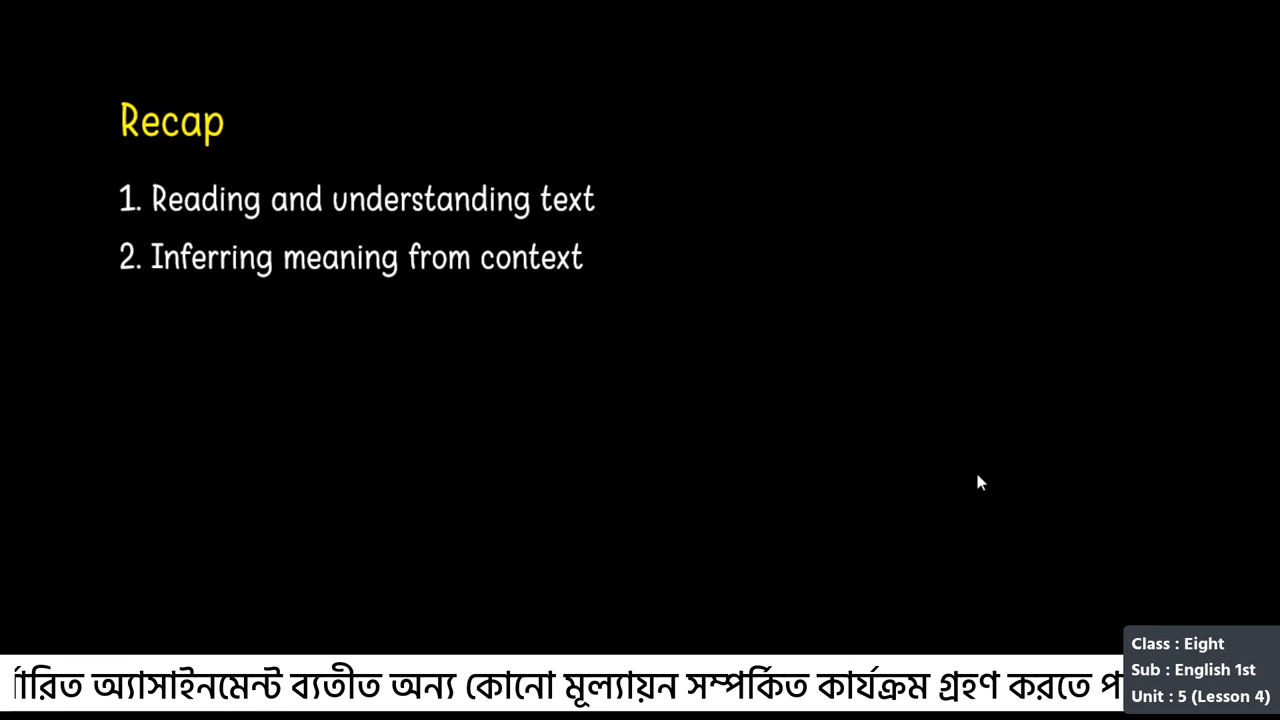 Recap
1. Reading and understanding text
2. Inferring meaning from context
অ্যাসাইনমেন্ট ব্যতীত অন্য কোনো মূল্যায়ন সম্পর্কিত কার্যক্রম গ্রহণ করতে
Class : Eight
Sub : English 1st
Unit : 5 (Lesson 4)